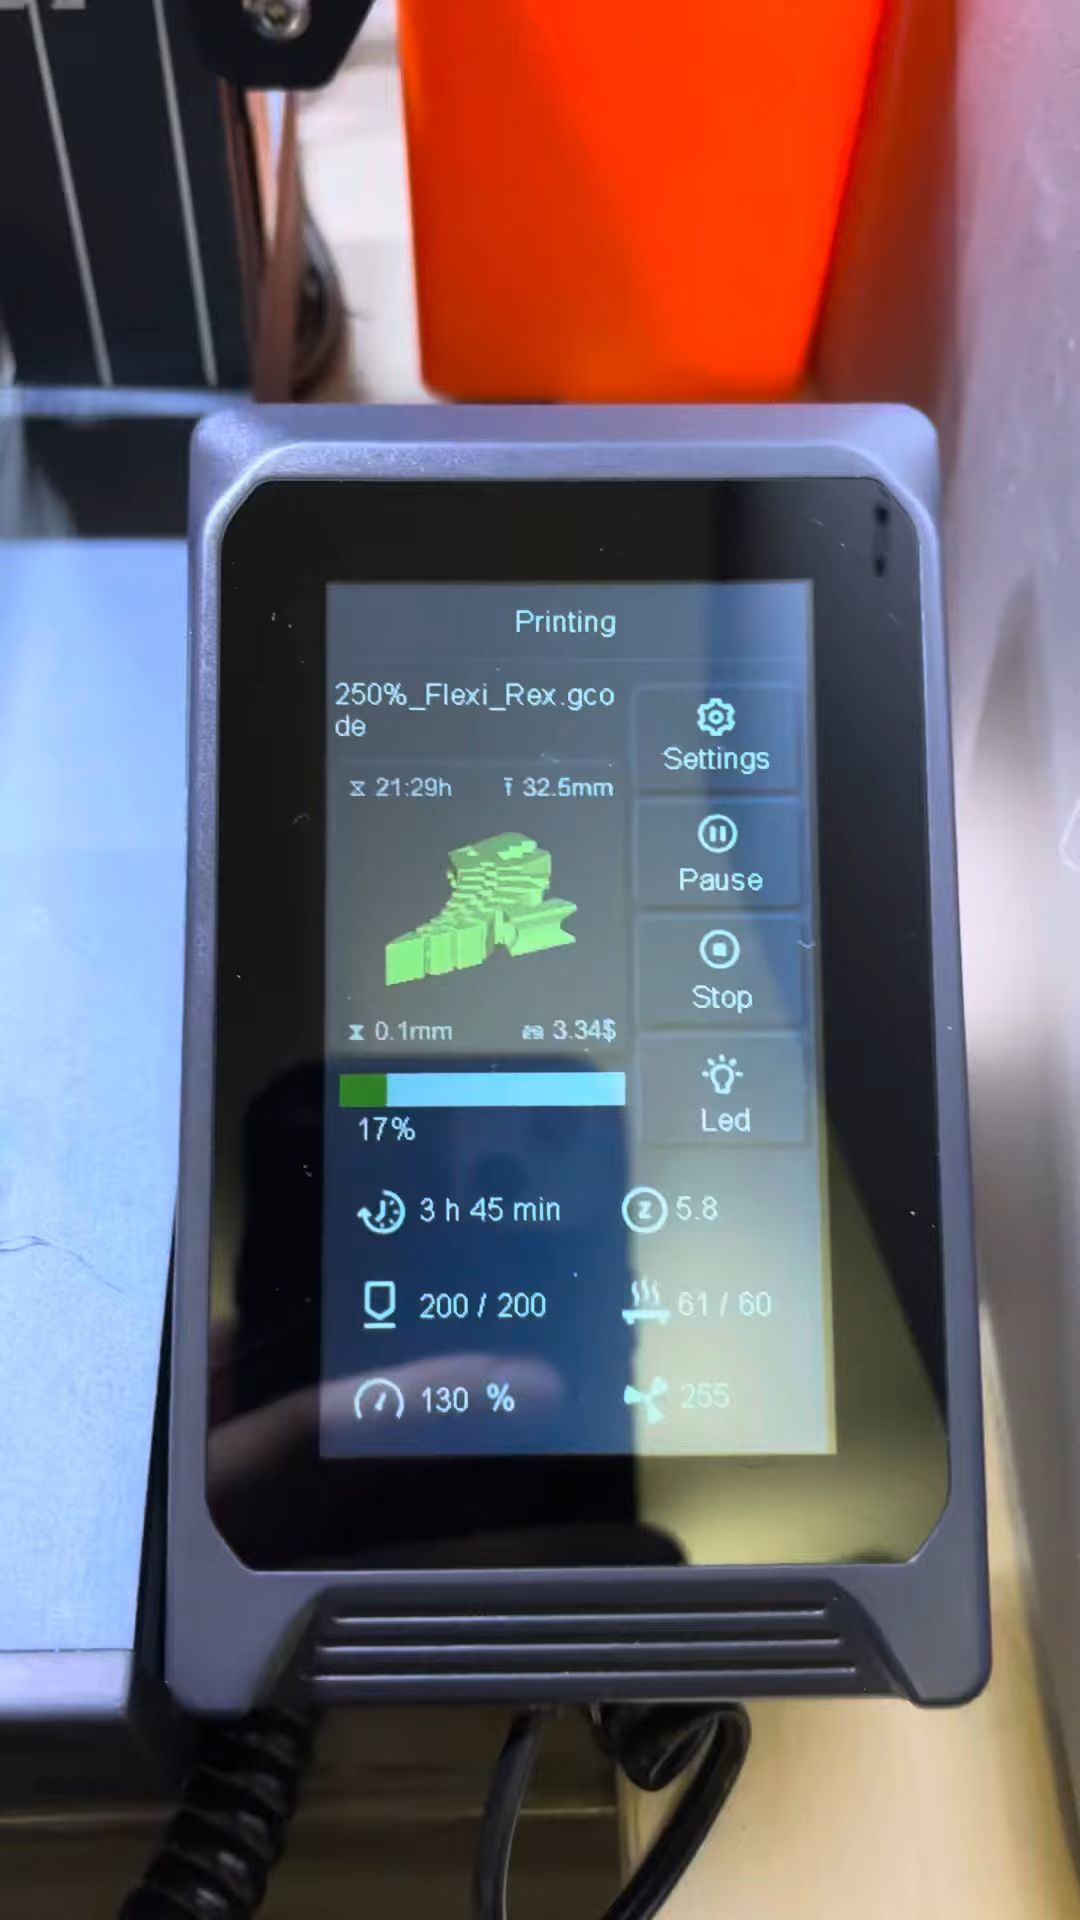 Printing
250%_Flexi_Rex.gco
de
21:29h
32.5mm
0.1mm
3.34$
17%
Settings
Pause
Stop
Led
3 h 45 min
Z 5.8
200 / 200
61 / 60
130 %
255